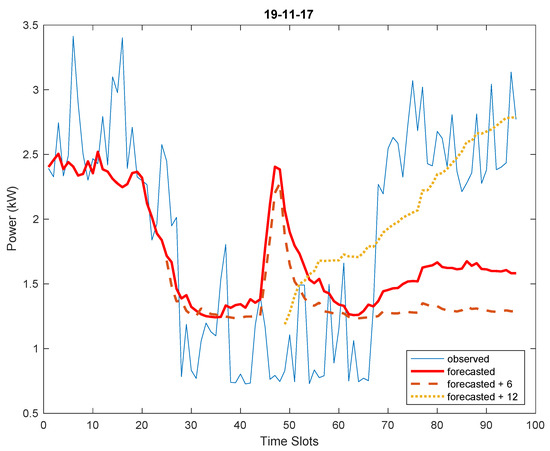 19-11-17
3.5
3
2.5
2
1.5
1
0.5
Power (kW)
0 10 20 30 40 50 60 70 80 90 100
Time Slots
observed
forecasted
forecasted + 6
forecasted + 12